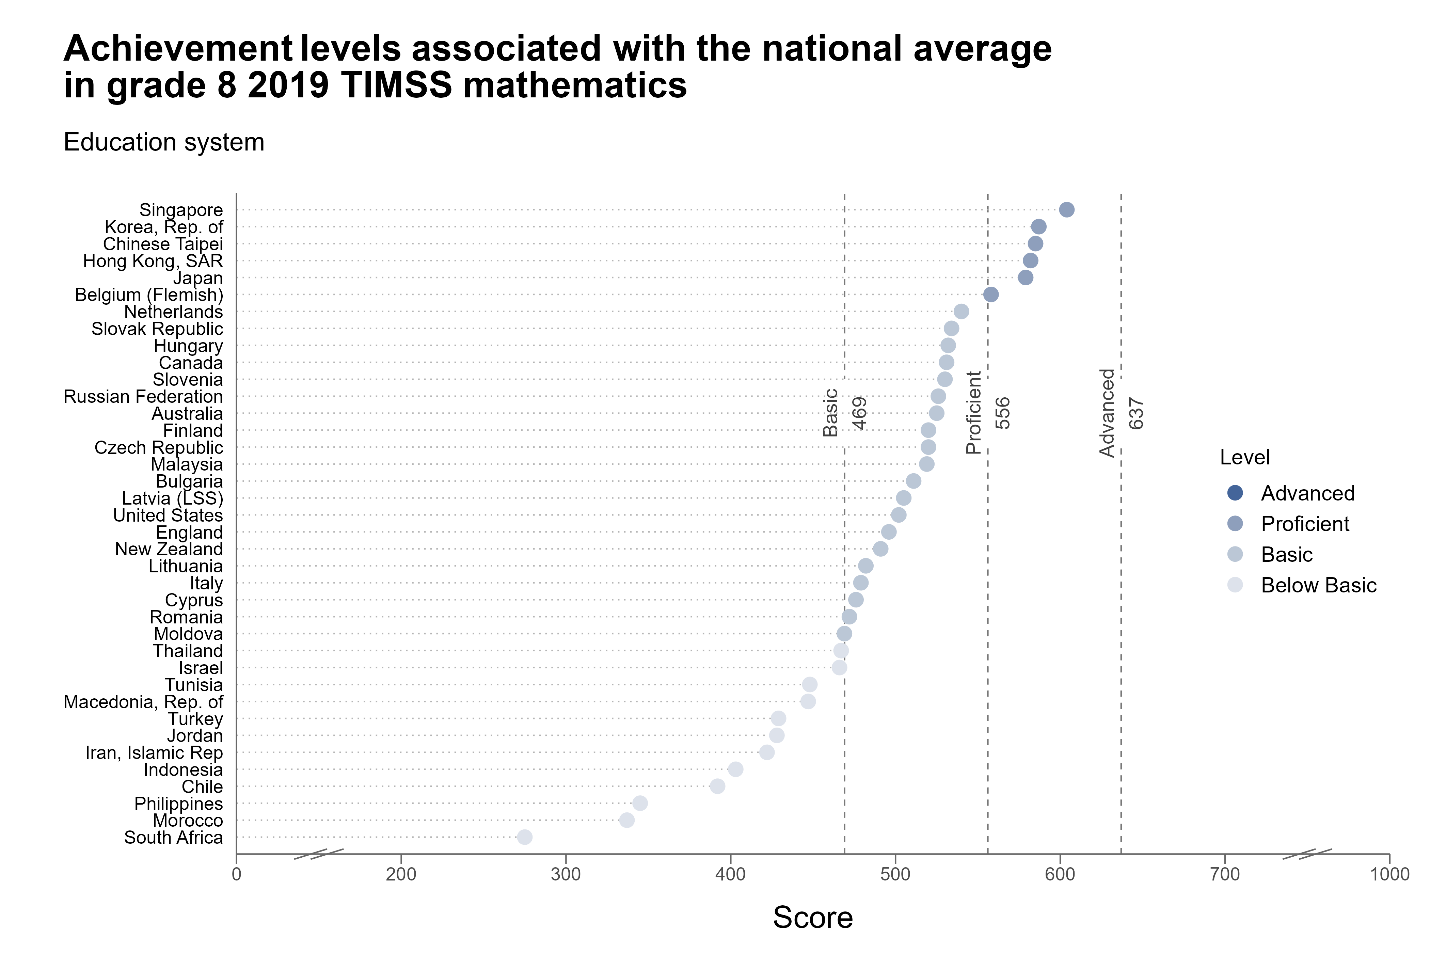 Achievement levels associated with the national average
in grade 8 2019 TIMSS mathematics
Education system
Singapore
Korea, Rep. of
Chinese Taipei
Hong Kong, SAR
Japan
Belgium (Flemish)
Netherlands
Slovak Republic
Hungary
Canada
Slovenia
Russian Federation
Australia
Finland
Czech Republic
Malaysia
Bulgaria
Latvia (LSS)
United States
England
New Zealand
Lithuania
Italy
Cyprus
Romania
Moldova
Thailand
Israel
Tunisia
Macedonia, Rep. of
Turkey
Jordan
Iran, Islamic Rep
Indonesia
Chile
Philippines
Morocco
South Africa
Basic
469
Proficient
556
Advanced
637
Level
Advanced
Proficient
Basic
Below Basic
0 200 300 400 500 600 700 1000
Score